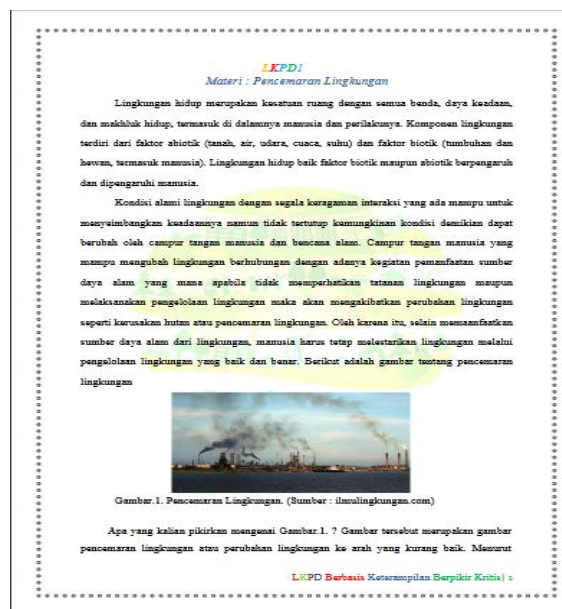 LKPD1
Materi : Pencemaran Lingkungan
Lingkungan hidup merupakan kesatuan ruang dengan semua benda, daya keadaan,
dan makhluk hidup, termasuk di dalamnya manusia dan perilakunya. Komponen lingkungan
terdiri dari faktor abiotik (tanah, air, udara, cuaca, suhu) dan faktor biotik (tumbuhan dan
hewan, termasuk manusia). Lingkungan hidup baik faktor biotik maupun abiotik berpengaruh
dan dipengaruhi manusia.
Kondisi alami lingkungan dengan segala keragaman interaksi yang ada mampu untuk
menyeimbangkan keadaannya namun tidak tertutup kemungkinan kondisi demikian dapat
berubah oleh campur tangan manusia dan bencana alam. Campur tangan manusia yang
mampu mengubah lingkungan berhubungan dengan adanya kegiatan pemanfaatan sumber
daya alam yang mana apabila tidak memperhatikan tatanan lingkungan maupun
melaksanakan pengelolaan lingkungan maka akan mengakibatkan perubahan lingkungan
seperti kerusakan hutan atau pencemaran lingkungan. Oleh karena itu, selain memanfaatkan
sumber daya alam dari lingkungan, manusia harus tetap melestarikan lingkungan melalui
pengelolaan lingkungan yang baik dan benar. Berikut adalah gambar tentang pencemaran
lingkungan
Gambar.1. Pencemaran Lingkungan. (Sumber : ilmulingkungan.com)
Apa yang kalian pikirkan mengenai Gambar.1. ? Gambar tersebut merupakan gambar
pencemaran lingkungan atau perubahan lingkungan ke arah yang kurang baik. Menurut
LKPD Berbasis Keterampilan Berpikir Kritis| 1